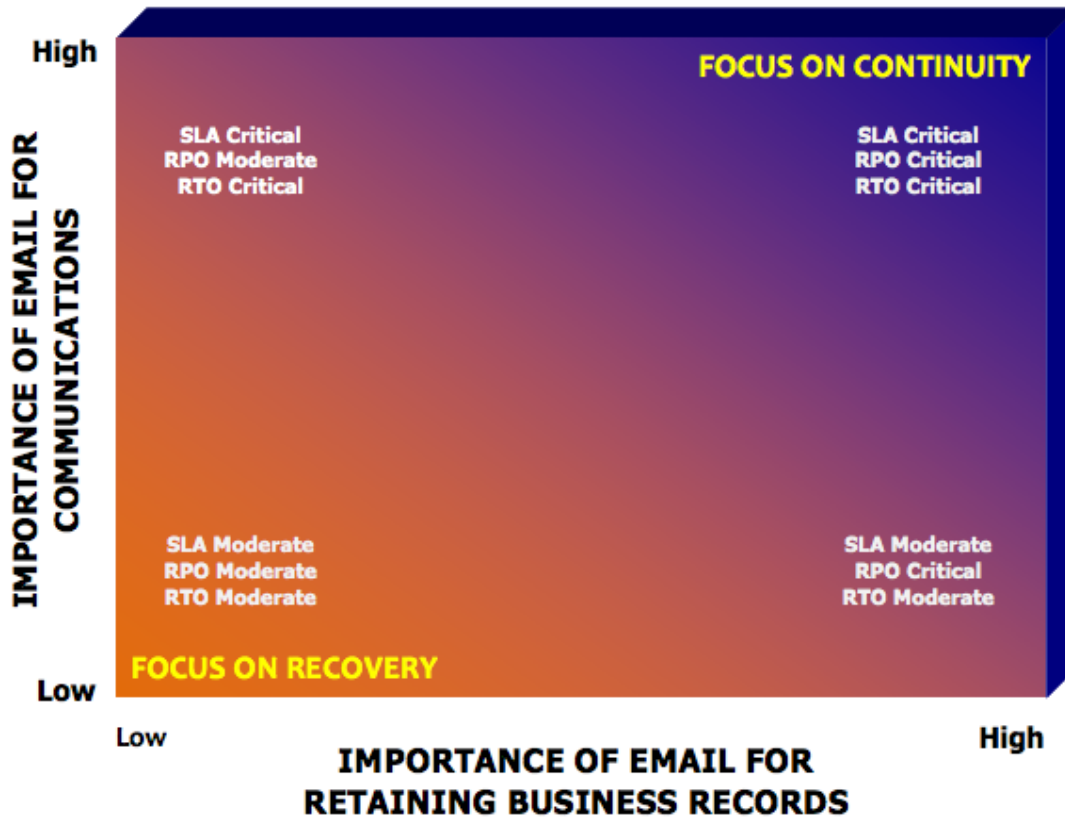 High
FOCUS ON CONTINUITY
SLA Critical
RPO Moderate
RTO Critical
SLA Critical
RPO Critical
RTO Critical
IMPORTANCE OF EMAIL FOR
COMMUNICATIONS
SLA Moderate
RPO Moderate
RTO Moderate
SLA Moderate
RPO Critical
RTO Moderate
FOCUS ON RECOVERY
Low
Low
High
IMPORTANCE OF EMAIL FOR
RETAINING BUSINESS RECORDS